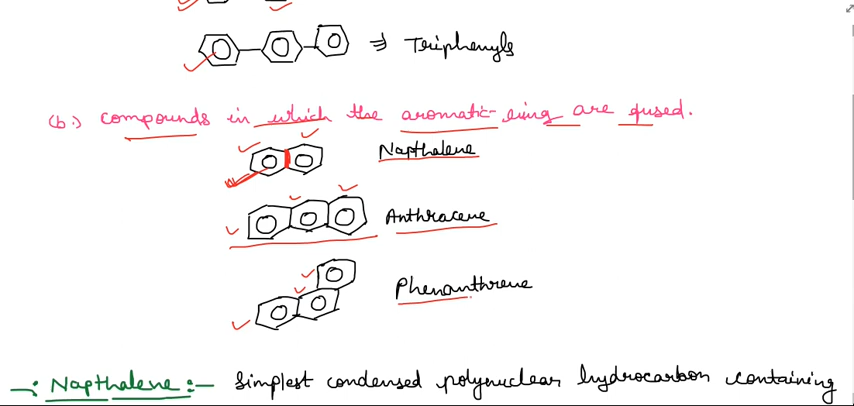 ⇒ Triphenyls
(b.) compounds in which the aromatic-ring are fused.
Napthalene
Anthracene
Phenanthrene
—: Napthalene :— Simplest condensed polynuclear hydrocarbon containing